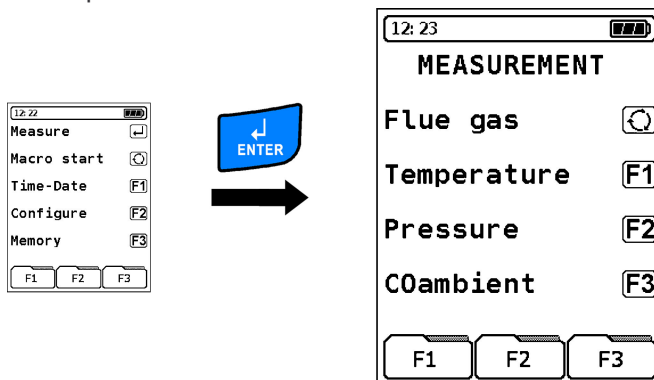 12:22
Measure
Macro start
Time-Date F1
Configure F2
Memory F3
F1 F2 F3
ENTER
12:23
MEASUREMENT
Flue gas
Temperature F1
Pressure F2
COambient F3
F1 F2 F3